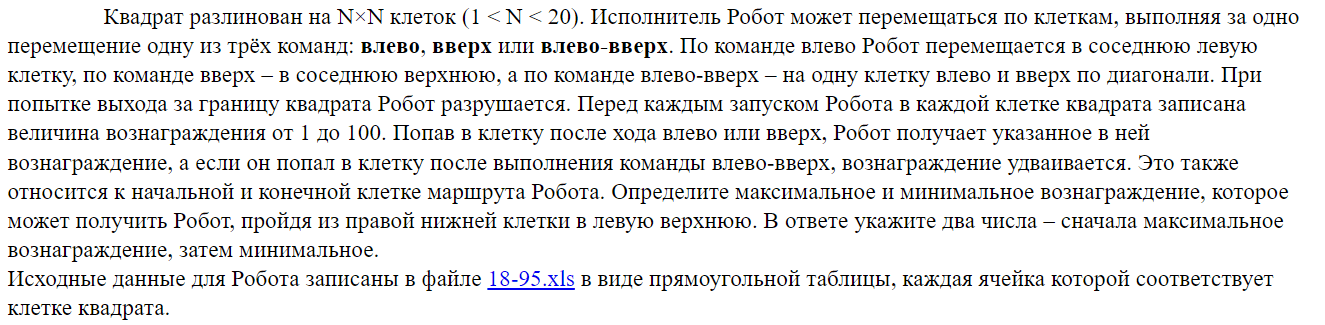 Квадрат разлинован на N×N клеток (1 < N < 20). Исполнитель Робот может перемещаться по клеткам, выполняя за одно
перемещение одну из трёх команд: влево, вверх или влево-вверх. По команде влево Робот перемещается в соседнюю левую
клетку, по команде вверх – в соседнюю верхнюю, а по команде влево-вверх – на одну клетку влево и вверх по диагонали. При
попытке выхода за границу квадрата Робот разрушается. Перед каждым запуском Робота в каждой клетке квадрата записана
величина вознаграждения от 1 до 100. Попав в клетку после хода влево или вверх, Робот получает указанное в ней
вознаграждение, а если он попал в клетку после выполнения команды влево-вверх, вознаграждение удваивается. Это также
относится к начальной и конечной клетке маршрута Робота. Определите максимальное и минимальное вознаграждение, которое
может получить Робот, пройдя из правой нижней клетки в левую верхнюю. В ответе укажите два числа – сначала максимальное
вознаграждение, затем минимальное.
Исходные данные для Робота записаны в файле 18-95.xls в виде прямоугольной таблицы, каждая ячейка которой соответствует
клетке квадрата.